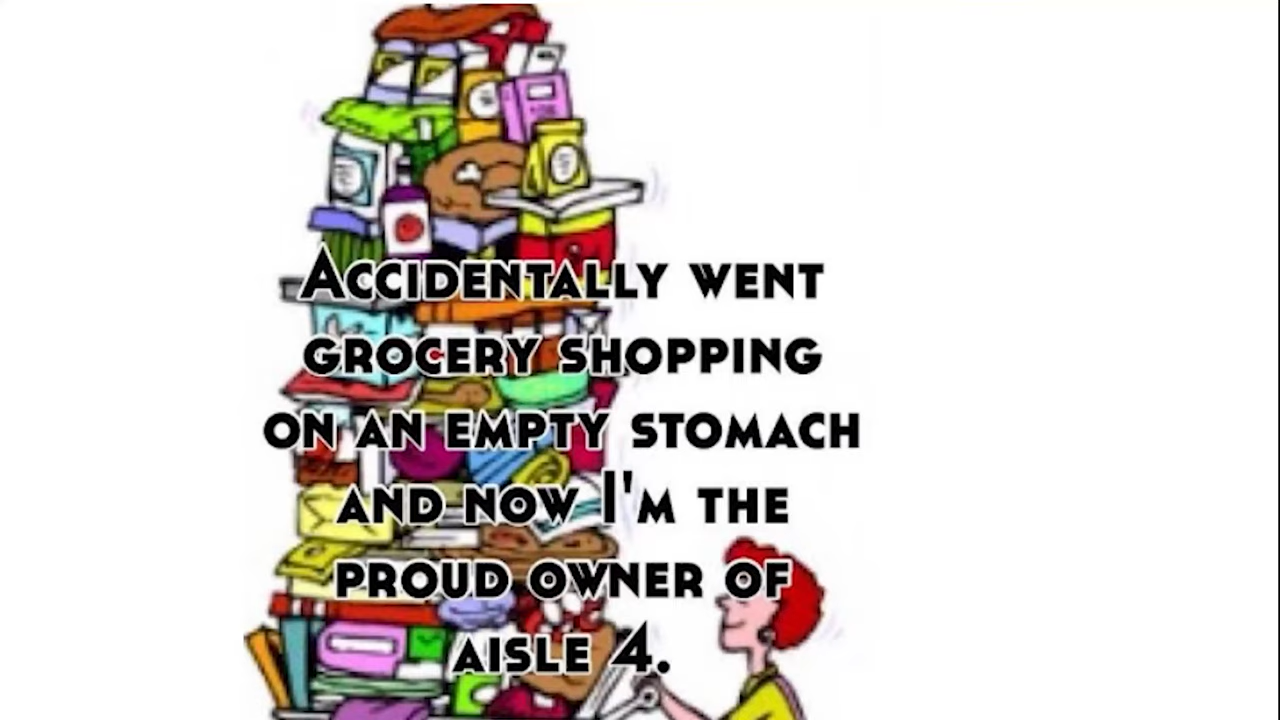 Accidentally went
grocery shopping
on an empty stomach
and now I'm the
proud owner of
aisle 4.